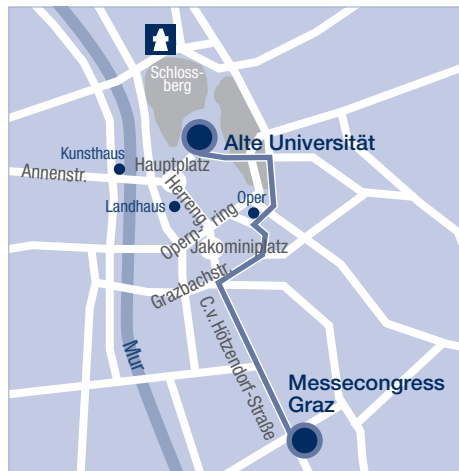 Schloss-
berg
Alte Universität
Kunsthaus
Hauptplatz
Annenstr.
Herreng.
Landhaus
Oper
Opern-
ring
Jakominiplatz
Grazbachstr.
C.v.Hötzendorf-Straße
Mur
Messecongress
Graz